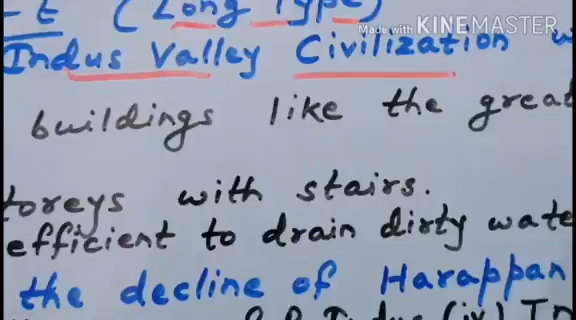 - E ( Long Type)
Made with KINEMASTER
Indus Valley Civilization
buildings like the great
toreys with stairs.
efficient to drain dirty wate
the decline of Harappan
(iv)